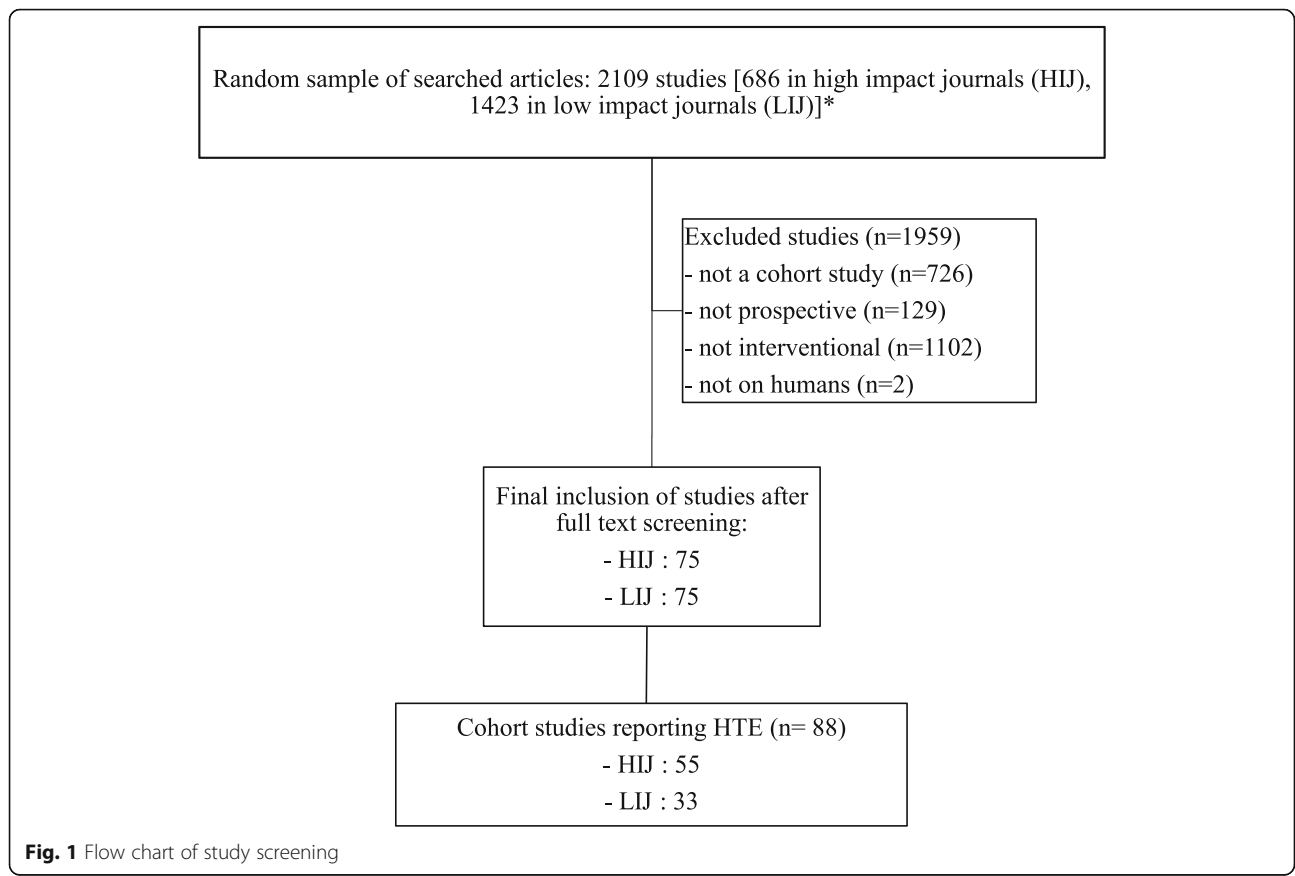 Random sample of searched articles: 2109 studies [686 in high impact journals (HIJ),
1423 in low impact journals (LIJ)]*
Excluded studies (n=1959)
- not a cohort study (n=726)
- not prospective (n=129)
- not interventional (n=1102)
- not on humans (n=2)
Final inclusion of studies after
full text screening:
- HIJ : 75
- LIJ : 75
Cohort studies reporting HTE (n= 88)
- HIJ : 55
- LIJ : 33
Fig. 1 Flow chart of study screening